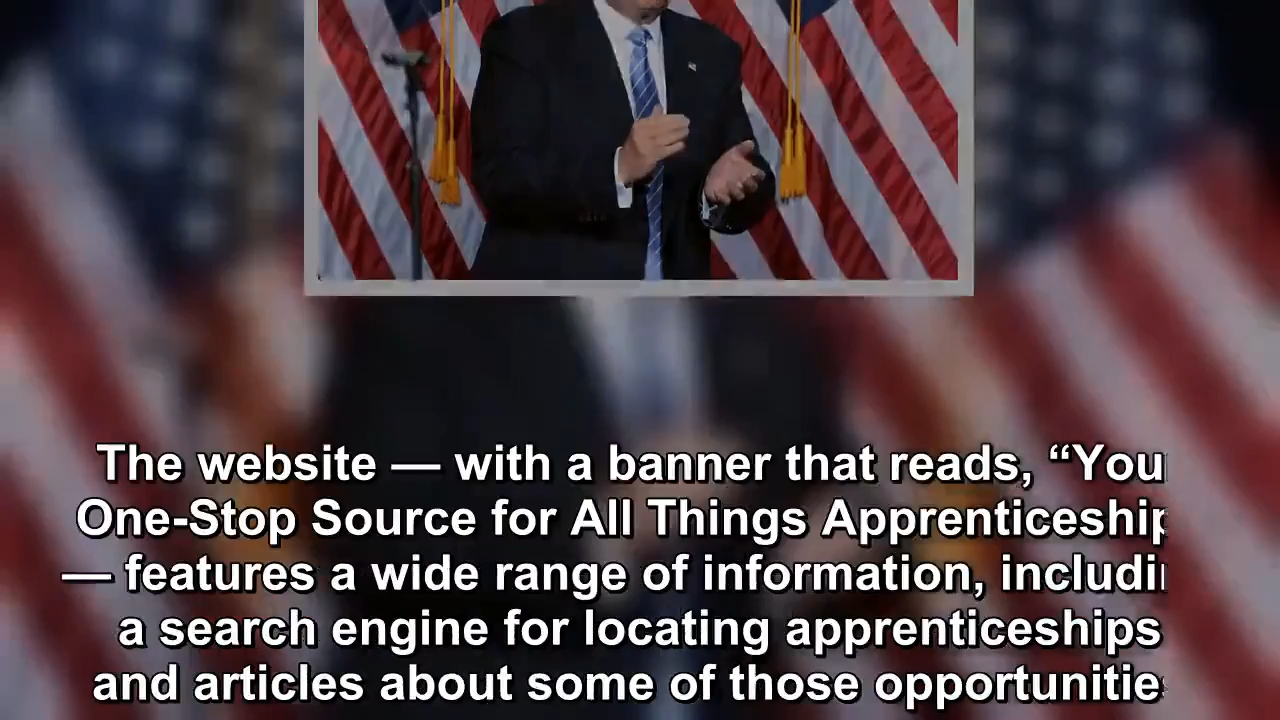 The website — with a banner that reads, “You
One-Stop Source for All Things Apprenticeship
— features a wide range of information, includi
a search engine for locating apprenticeships
and articles about some of those opportunitie